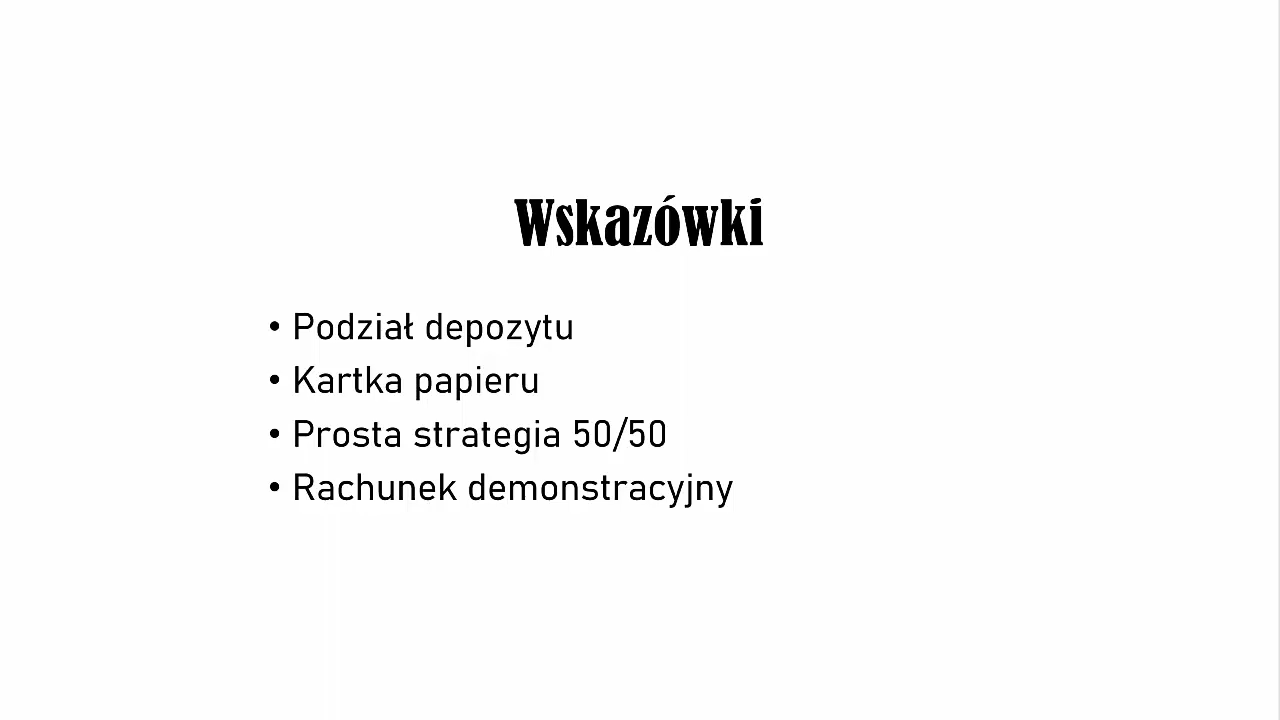 Wskazówki
• Podział depozytu
• Kartka papieru
• Prosta strategia 50/50
• Rachunek demonstracyjny